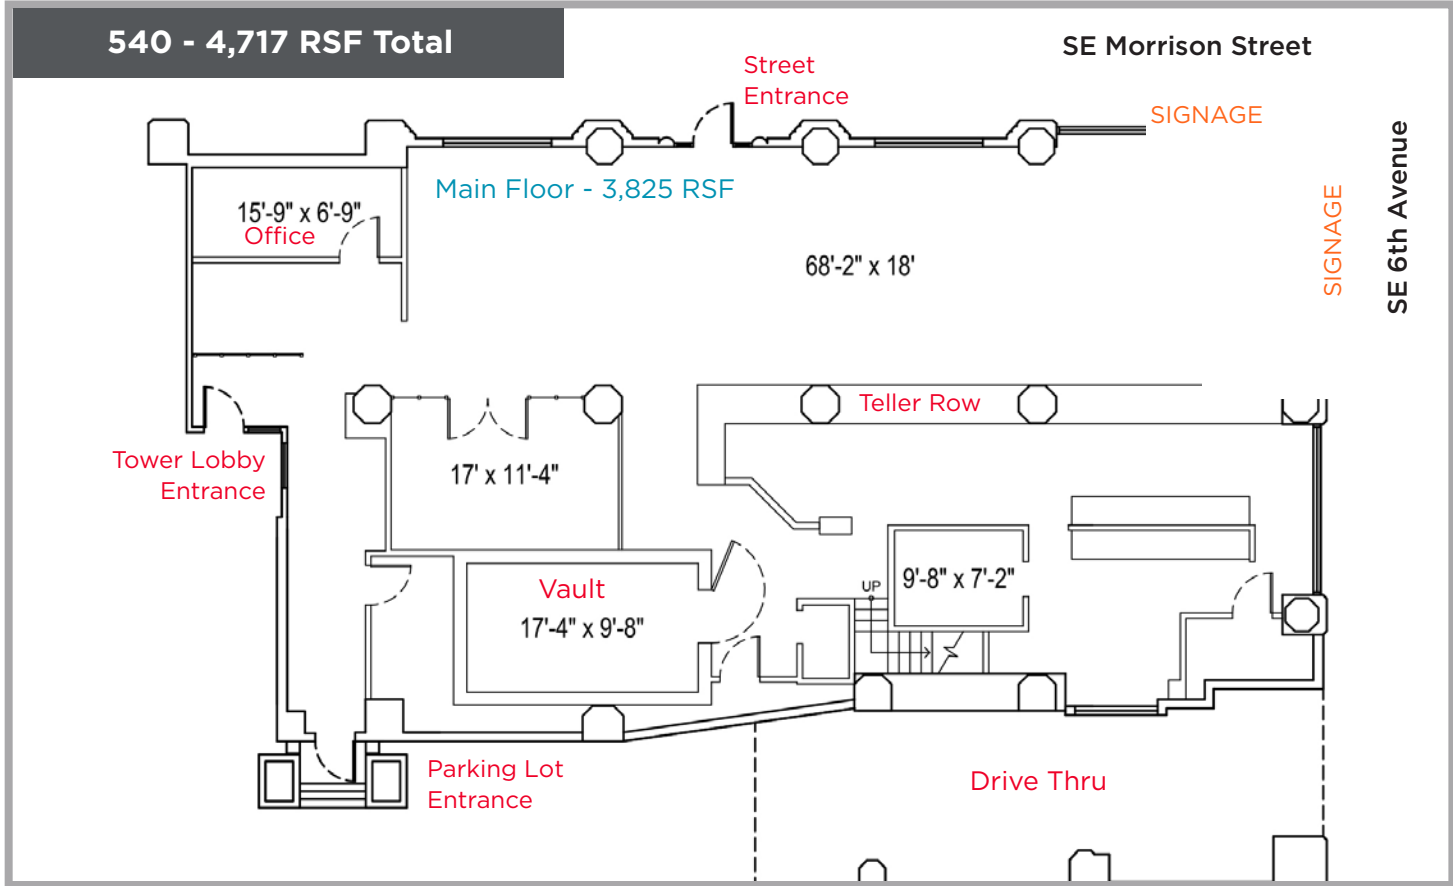 540 - 4,717 RSF Total
SE Morrison Street
Street
Entrance
SIGNAGE
SE 6th Avenue
SIGNAGE
Main Floor - 3,825 RSF
15'-9" x 6'-9"
Office
68'-2" x 18'
Teller Row
Tower Lobby
Entrance
17' x 11'-4"
Vault
17'-4" x 9'-8"
UP
9'-8" x 7'-2"
Parking Lot
Entrance
Drive Thru